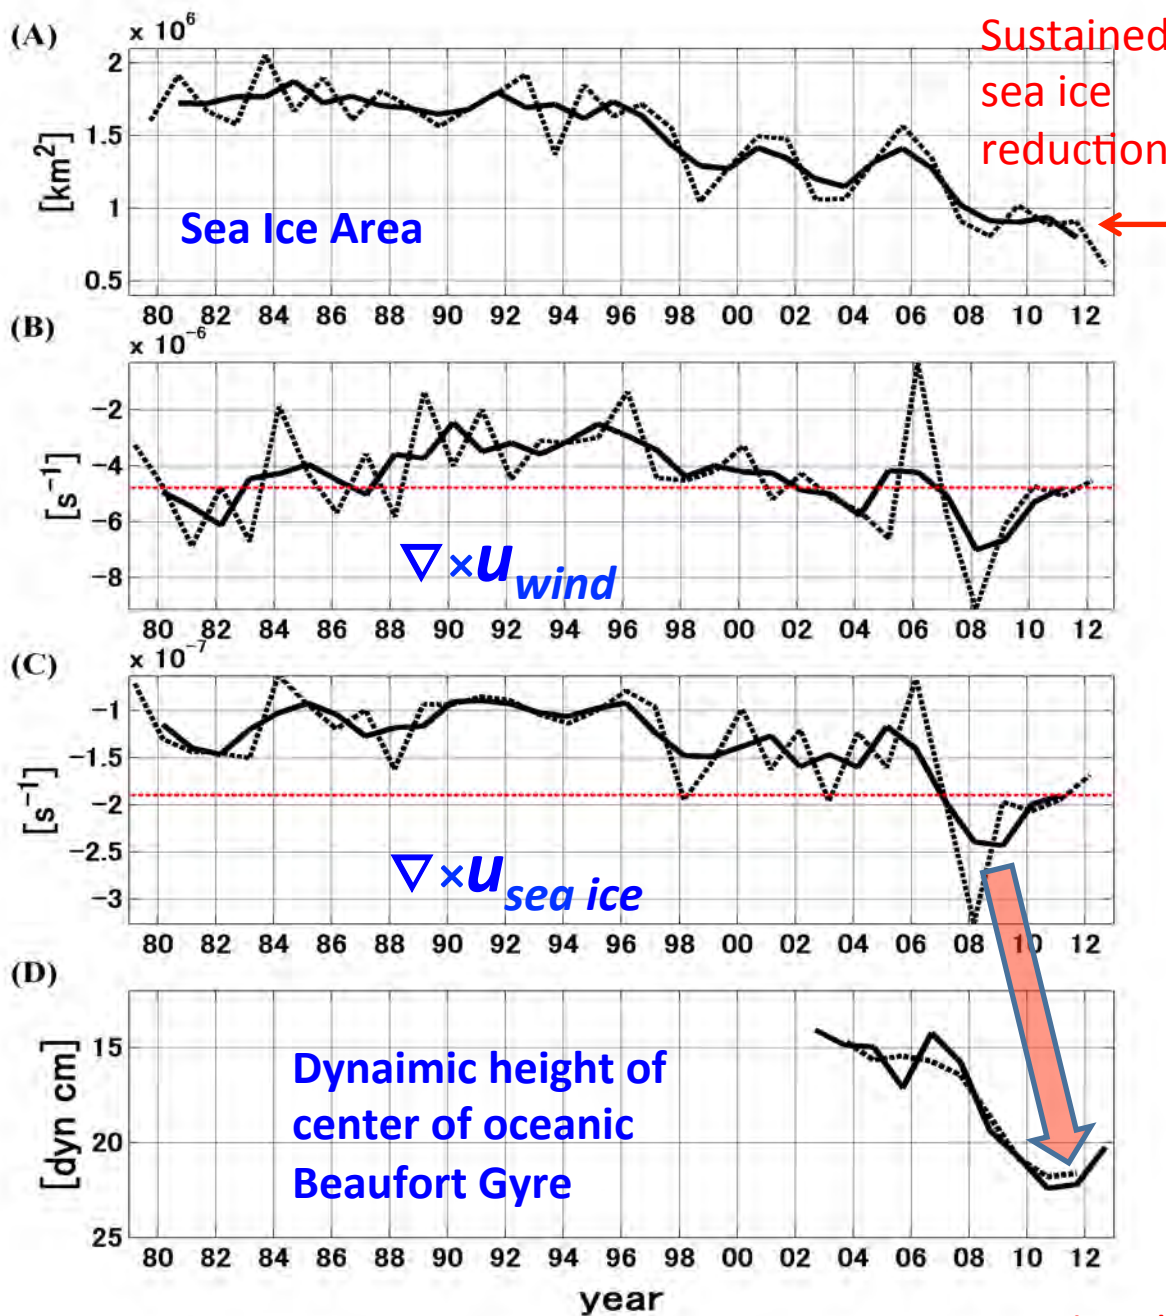 (A)
× 10^6
Sustained
sea ice
reduction
2
1.5
1
0.5
[km^2]
Sea Ice Area
80 82 84 86 88 90 92 94 96 98 00 02 04 06 08 10 12
(B)
× 10^−6
−2
−4
−6
−8
[s^−1]
∇×u_wind
80 82 84 86 88 90 92 94 96 98 00 02 04 06 08 10 12
(C)
× 10^−7
−1
−1.5
−2
−2.5
−3
[s^−1]
∇×u_sea ice
80 82 84 86 88 90 92 94 96 98 00 02 04 06 08 10 12
(D)
15
20
25
[dyn cm]
Dynaimic height of
center of oceanic
Beaufort Gyre
80 82 84 86 88 90 92 94 96 98 00 02 04 06 08 10 12
year